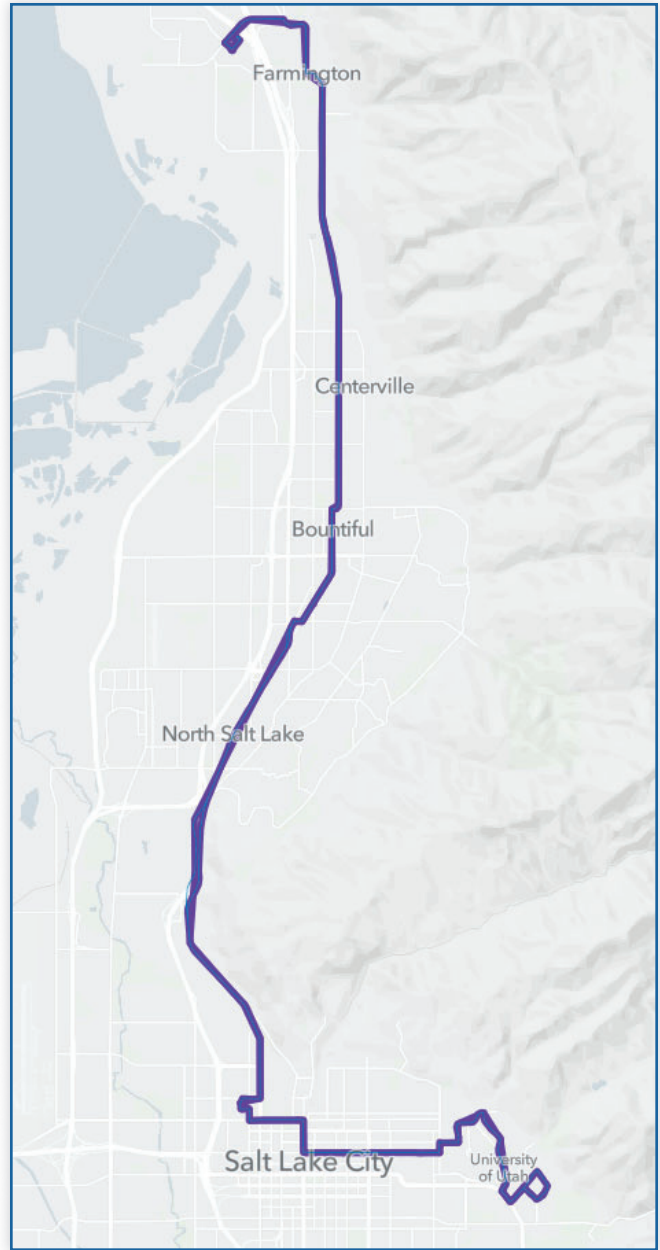 Farmington
Centerville
Bountiful
North Salt Lake
Salt Lake City
University
of Utah